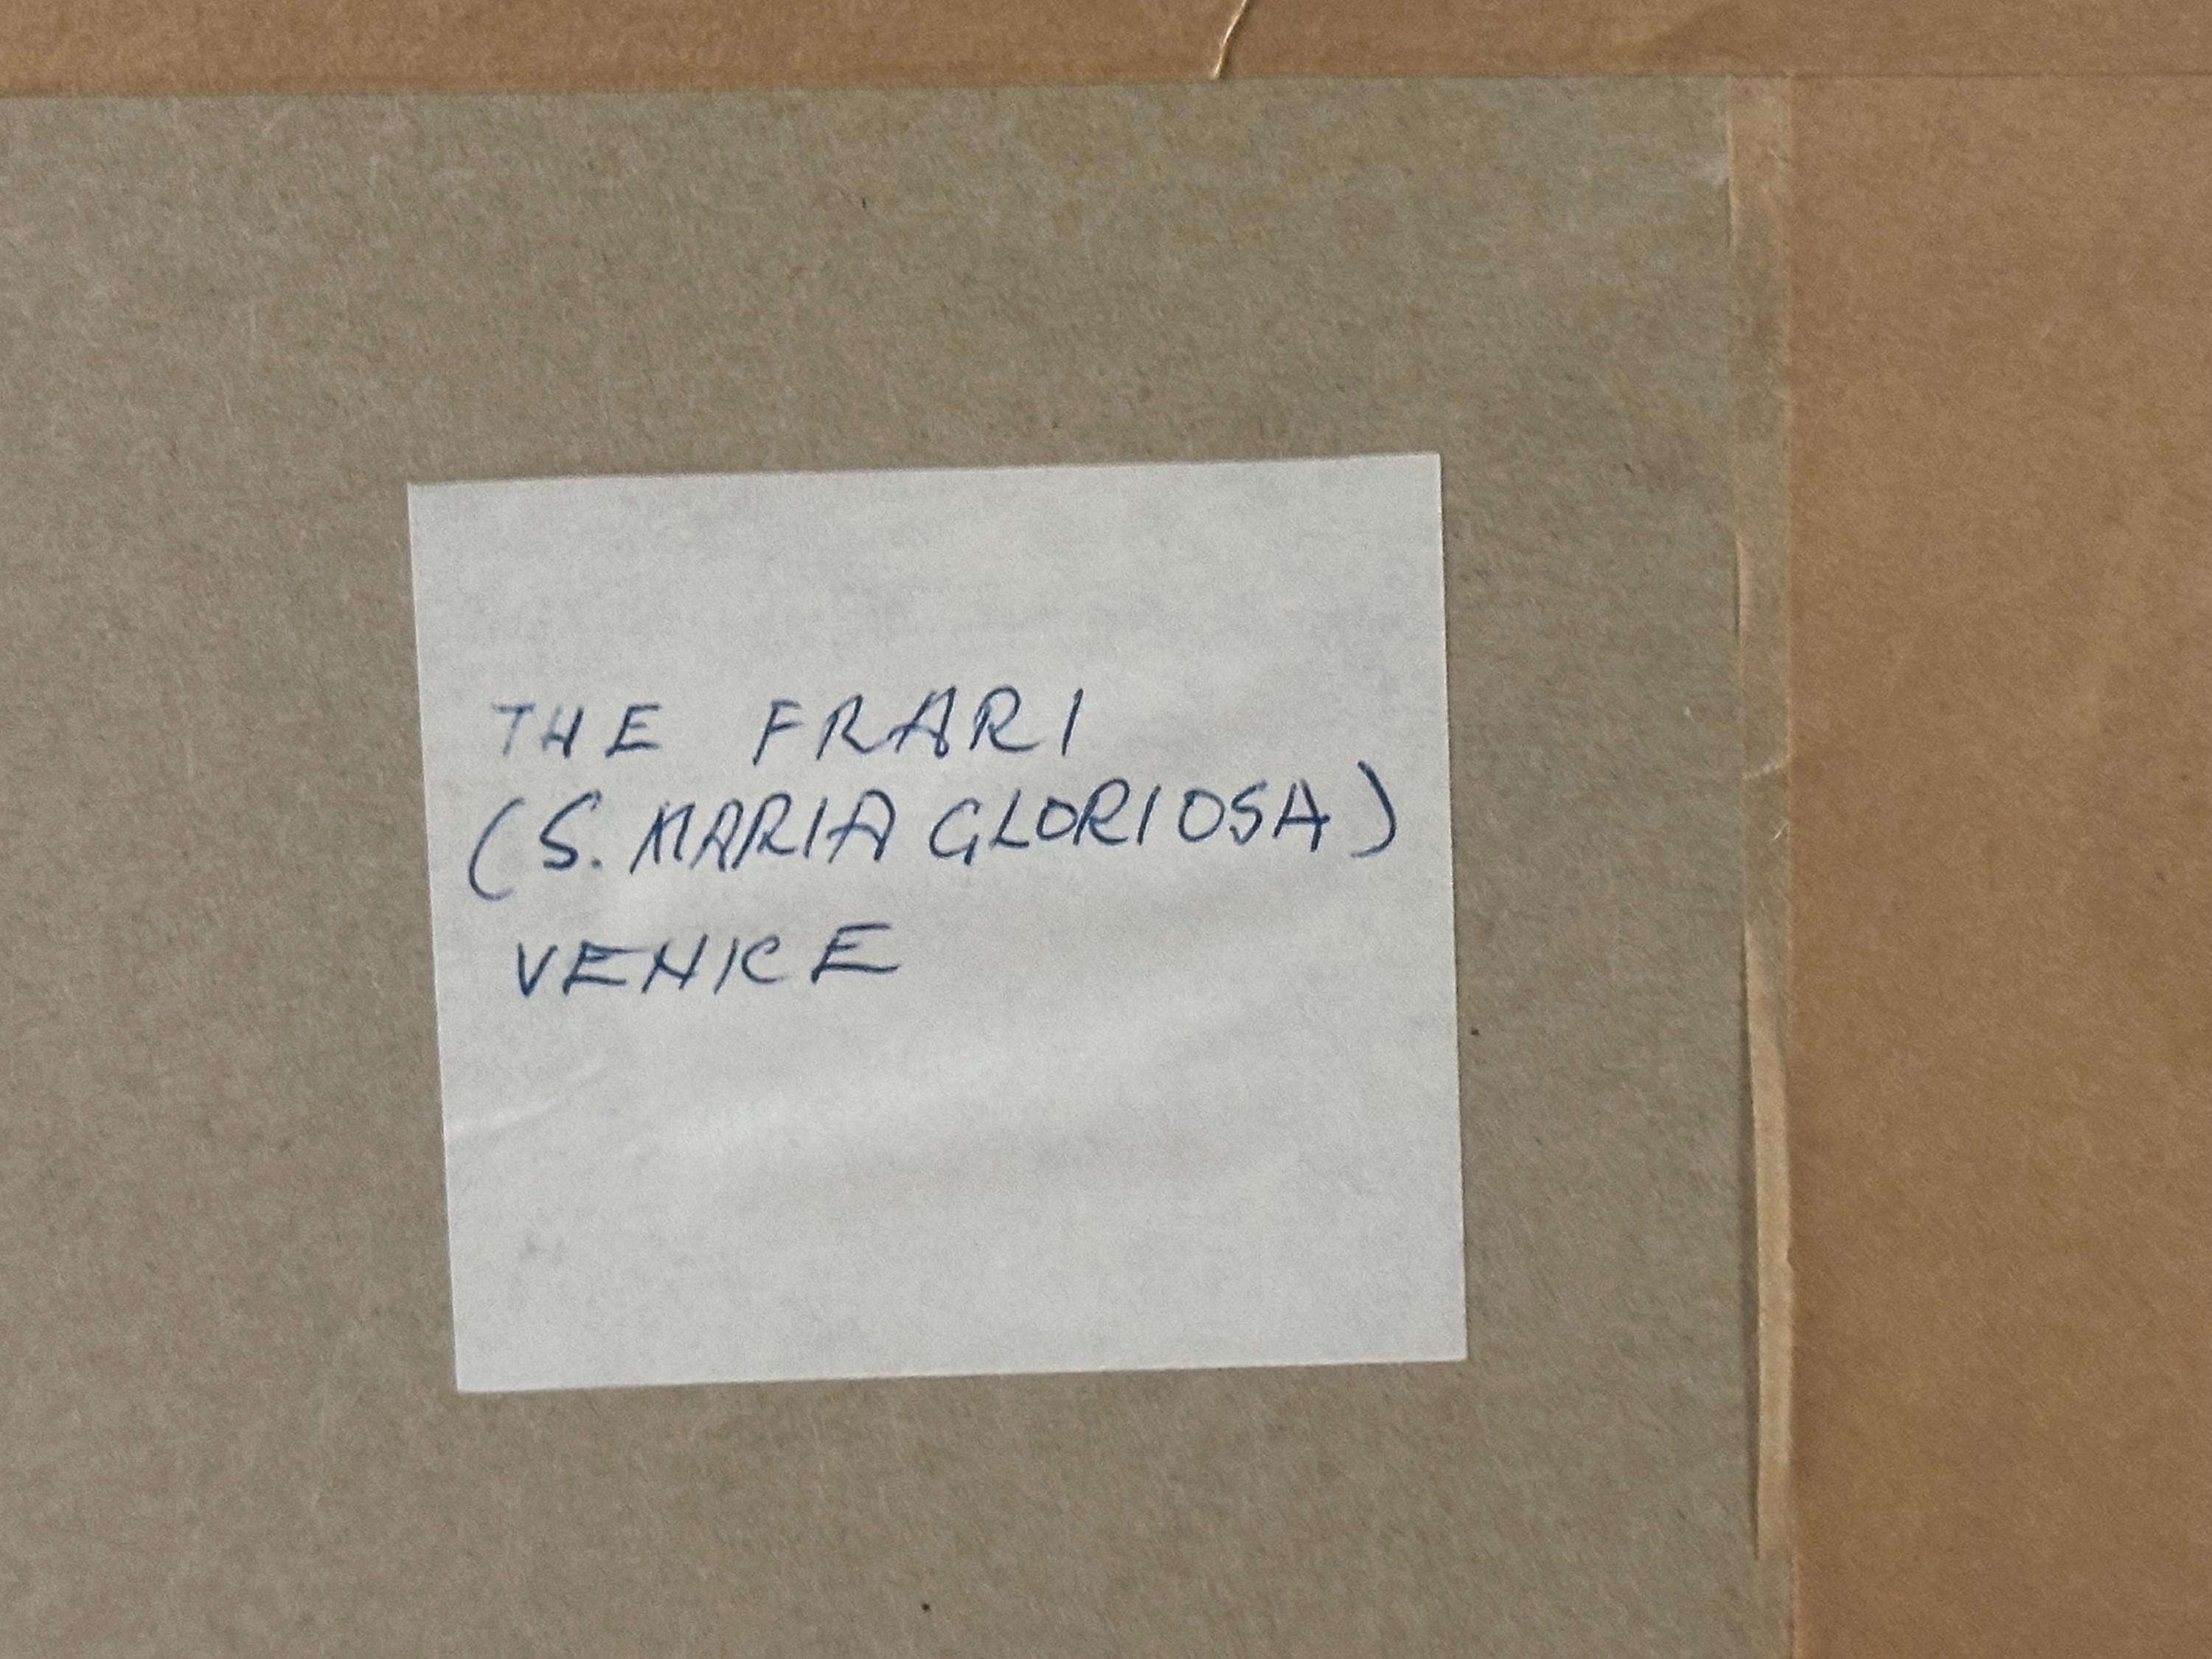 THE FRARI
(S. MARIA GLORIOSA)
VENICE